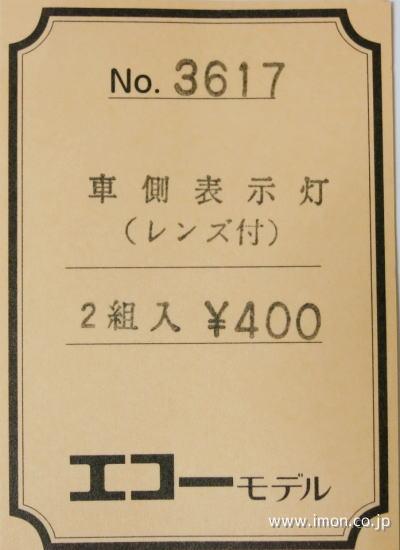 No. 3617
車側表示灯
(レンズ付)
2組入 ¥400
エコーモデル
www.imon.co.jp